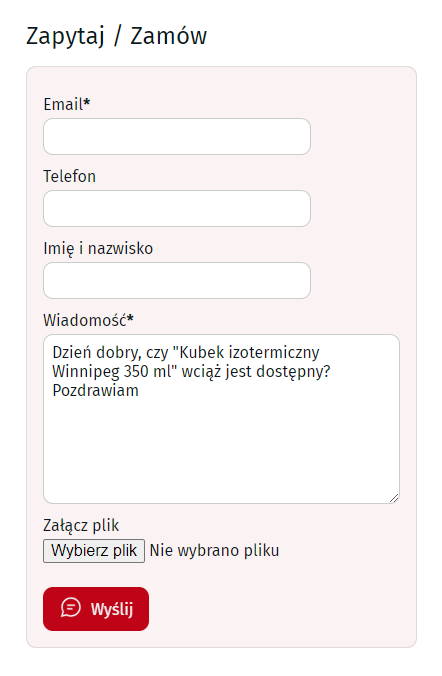 Zapytaj / Zamów
Email*
Telefon
Imię i nazwisko
Wiadomość*
Dzień dobry, czy "Kubek izotermiczny
Winnipeg 350 ml" wciąż jest dostępny?
Pozdrawiam
Załącz plik
Wybierz plik Nie wybrano pliku
Wyślij